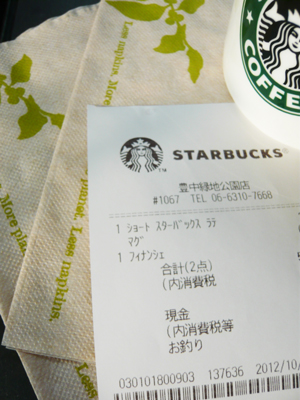 COFFEE
Less napkins.
More plan
More plan
planet. Less napkins.
Less
STARBUCKS
豊中緑地公園店
#1067 TEL 06-6310-7668
1 ショート スターバックス ラテ
マグ
1 フィナンシェ
合計(2点)
(内消費税
現金
(内消費税等
お釣り
030101800903 137636 2012/10/